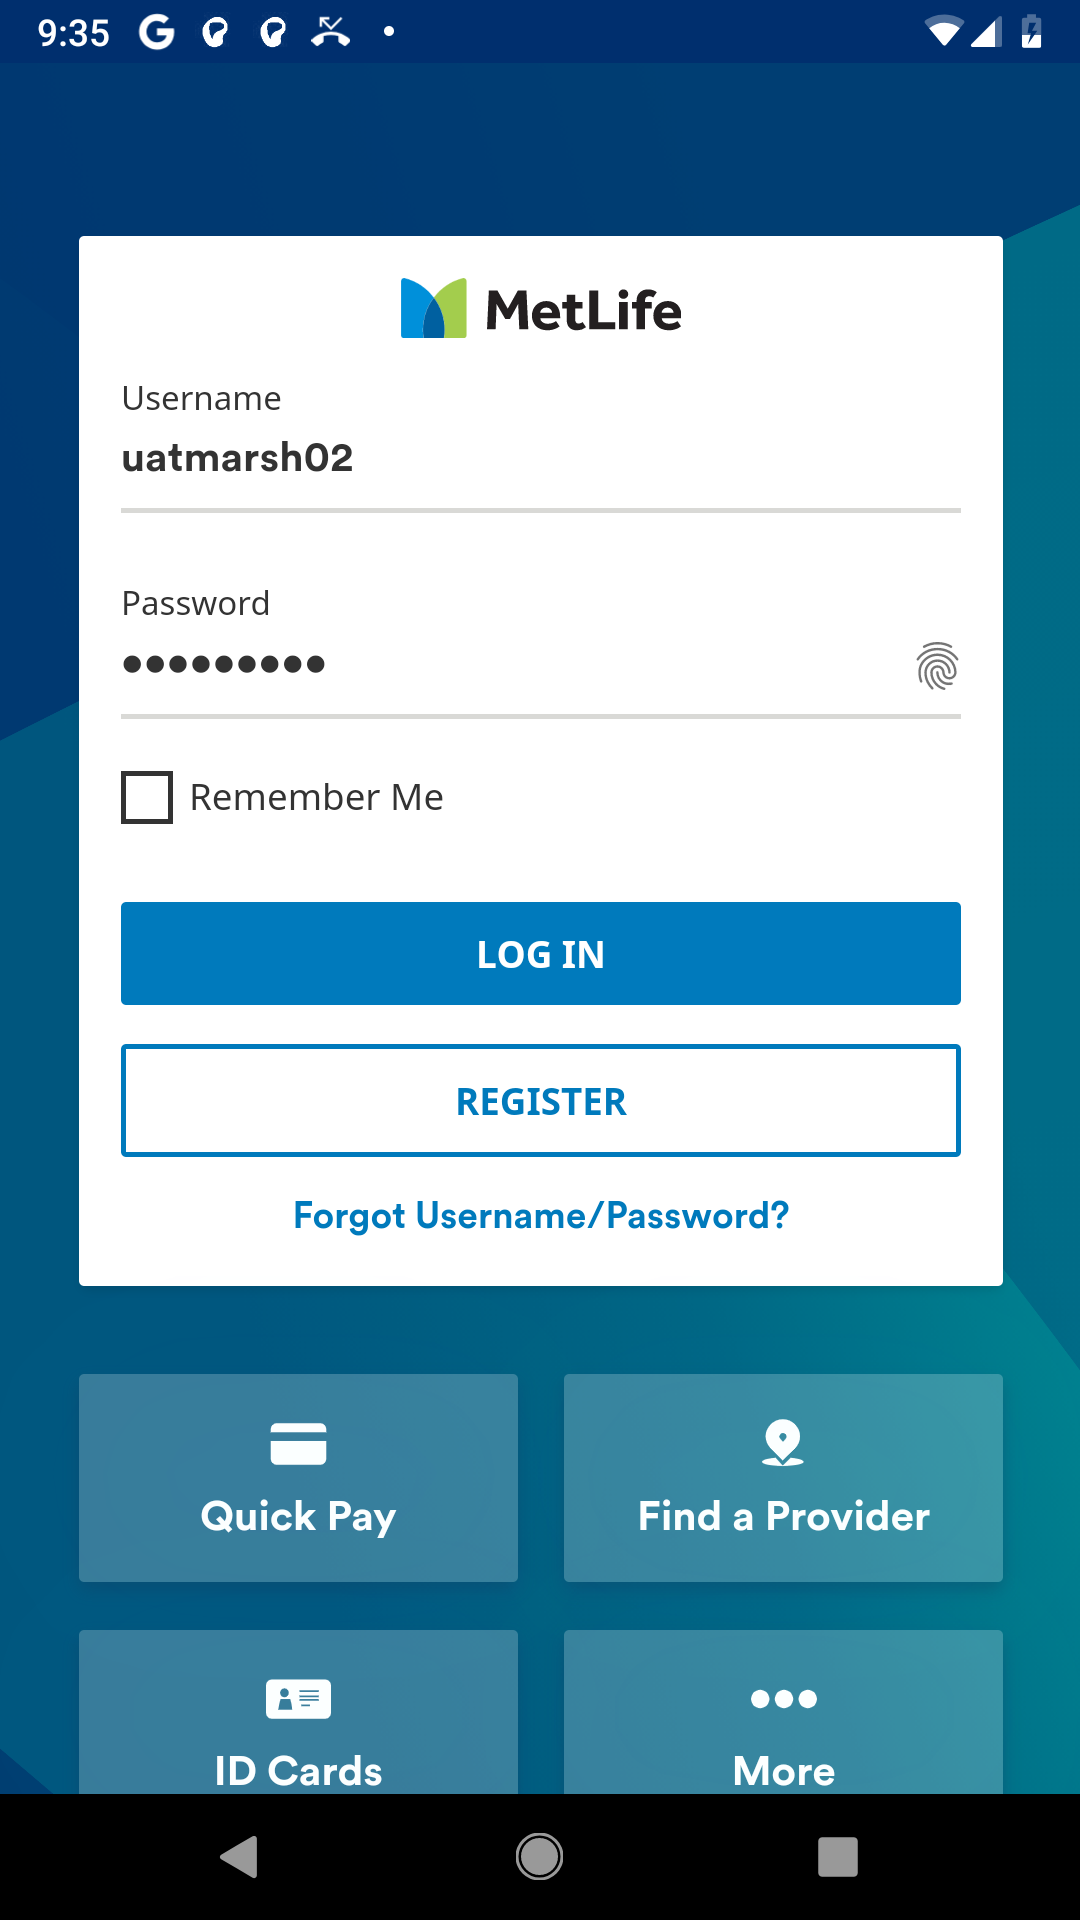 9:35
MetLife
Username
uatmarsh02
Password
•••••••••
Remember Me
LOG IN
REGISTER
Forgot Username/Password?
Quick Pay
Find a Provider
ID Cards
More